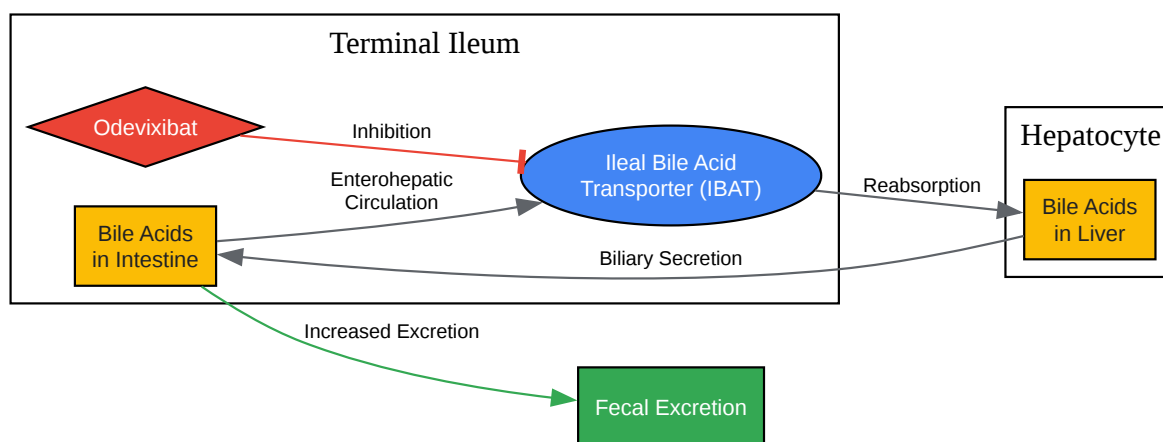 Terminal Ileum
Odevixibat
Inhibition
Ileal Bile Acid
Transporter (IBAT)
Hepatocyte
Enterohepatic
Circulation
Reabsorption
Bile Acids
in Intestine
Bile Acids
in Liver
Biliary Secretion
Increased Excretion
Fecal Excretion